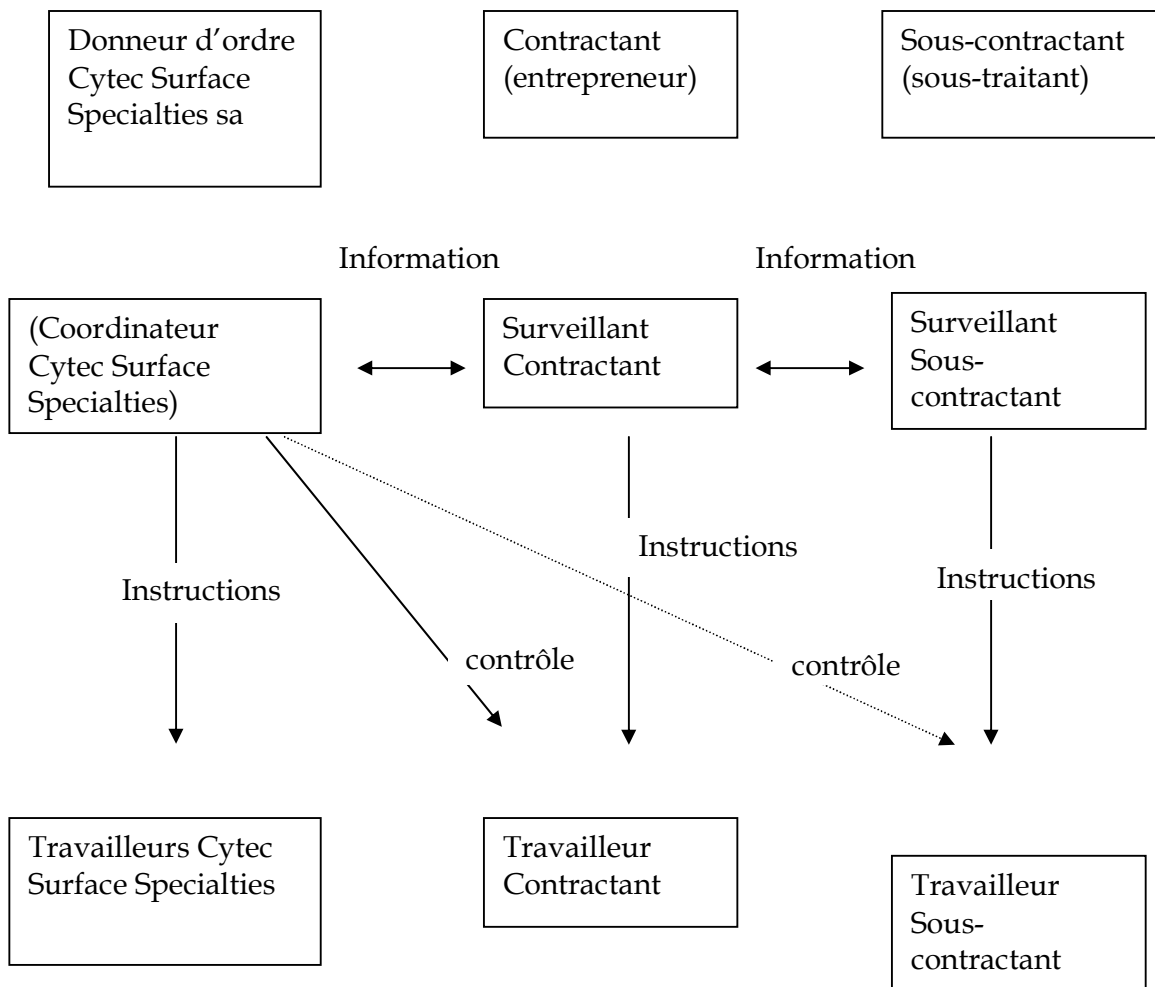 Donneur d’ordre
Cytec Surface
Specialties sa
Contractant
(entrepreneur)
Sous-contractant
(sous-traitant)
Information
Information
(Coordinateur
Cytec Surface
Specialties)
Surveillant
Contractant
Surveillant
Sous-
contractant
Instructions
Instructions
Instructions
contrôle
contrôle
Travailleurs Cytec
Surface Specialties
Travailleur
Contractant
Travailleur
Sous-
contractant